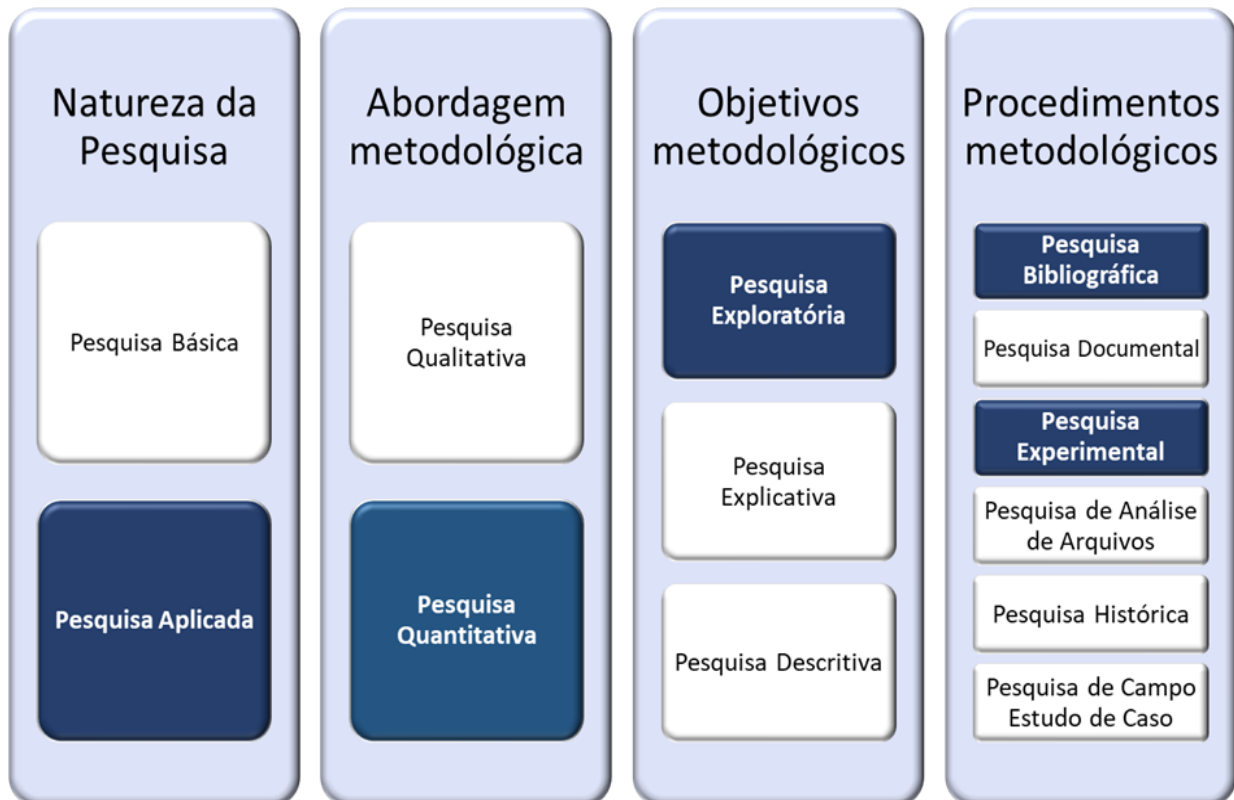 Natureza da
Pesquisa
Pesquisa Básica
Pesquisa Aplicada
Abordagem
metodológica
Pesquisa
Qualitativa
Pesquisa
Quantitativa
Objetivos
metodológicos
Pesquisa
Exploratória
Pesquisa
Explicativa
Pesquisa Descritiva
Procedimentos
metodológicos
Pesquisa
Bibliográfica
Pesquisa Documental
Pesquisa
Experimental
Pesquisa de Análise
de Arquivos
Pesquisa Histórica
Pesquisa de Campo
Estudo de Caso